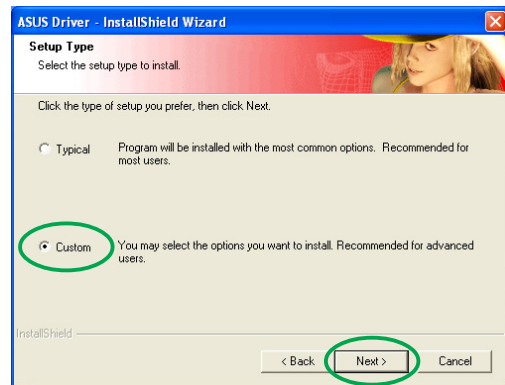 ASUS Driver - InstallShield Wizard
Setup Type
Select the setup type to install.
Click the type of setup you prefer, then click Next.
Typical Program will be installed with the most common options. Recommended for
most users.
Custom You may select the options you want to install. Recommended for advanced
users.
InstallShield
< Back Next > Cancel